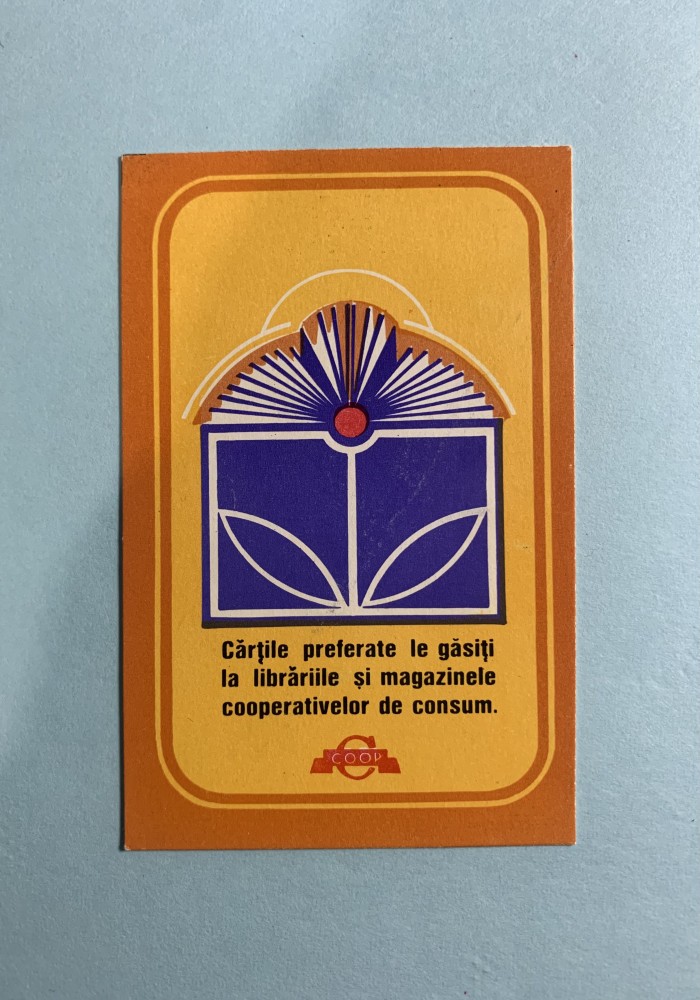 Cărţile preferate le găsiţi
la librăriile şi magazinele
cooperativelor de consum.
COOP